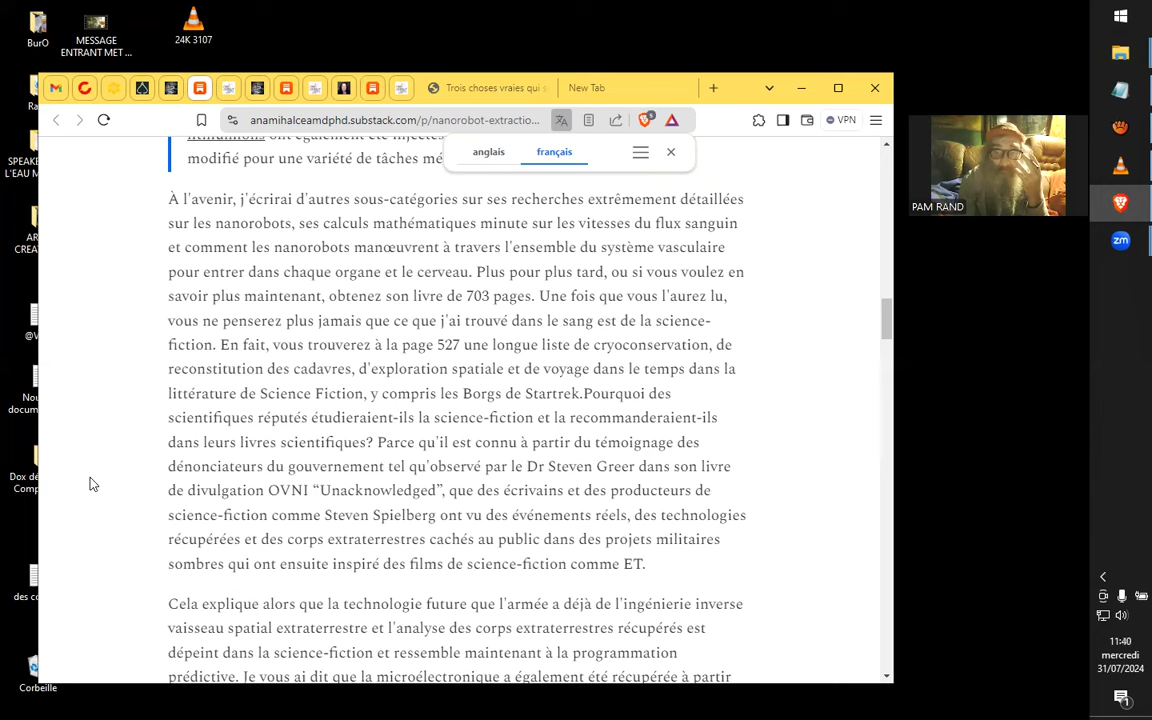 BurO
MESSAGE
ENTRANT MET ...
24K 3107
Trois choses vraies qui s
New Tab
anamihalceamdphd.substack.com/p/nanorobot-extractio...
VPN
anglais
français
modifié pour une variété de tâches mé
À l'avenir, j'écrirai d'autres sous-catégories sur ses recherches extrêmement détaillées
sur les nanorobots, ses calculs mathématiques minute sur les vitesses du flux sanguin
et comment les nanorobots manœuvrent à travers l'ensemble du système vasculaire
pour entrer dans chaque organe et le cerveau. Plus pour plus tard, ou si vous voulez en
savoir plus maintenant, obtenez son livre de 703 pages. Une fois que vous l'aurez lu,
vous ne penserez plus jamais que ce que j'ai trouvé dans le sang est de la science-
fiction. En fait, vous trouverez à la page 527 une longue liste de cryoconservation, de
reconstitution des cadavres, d'exploration spatiale et de voyage dans le temps dans la
littérature de Science Fiction, y compris les Borgs de Startrek.Pourquoi des
scientifiques réputés étudieraient-ils la science-fiction et la recommanderaient-ils
dans leurs livres scientifiques? Parce qu'il est connu à partir du témoignage des
dénonciateurs du gouvernement tel qu'observé par le Dr Steven Greer dans son livre
de divulgation OVNI “Unacknowledged”, que des écrivains et des producteurs de
science-fiction comme Steven Spielberg ont vu des événements réels, des technologies
récupérées et des corps extraterrestres cachés au public dans des projets militaires
sombres qui ont ensuite inspiré des films de science-fiction comme ET.
Cela explique alors que la technologie future que l'armée a déjà de l'ingénierie inverse
vaisseau spatial extraterrestre et l'analyse des corps extraterrestres récupérés est
dépeint dans la science-fiction et ressemble maintenant à la programmation
prédictive. Je vous ai dit que la microélectronique a également été récupérée à partir
SPEAKE
L'EAU M
AR
CREA
@V
Nou
docum
Dox dé
Comp
des co
Corbeille
PAM RAND
zm
11:40
mercredi
31/07/2024